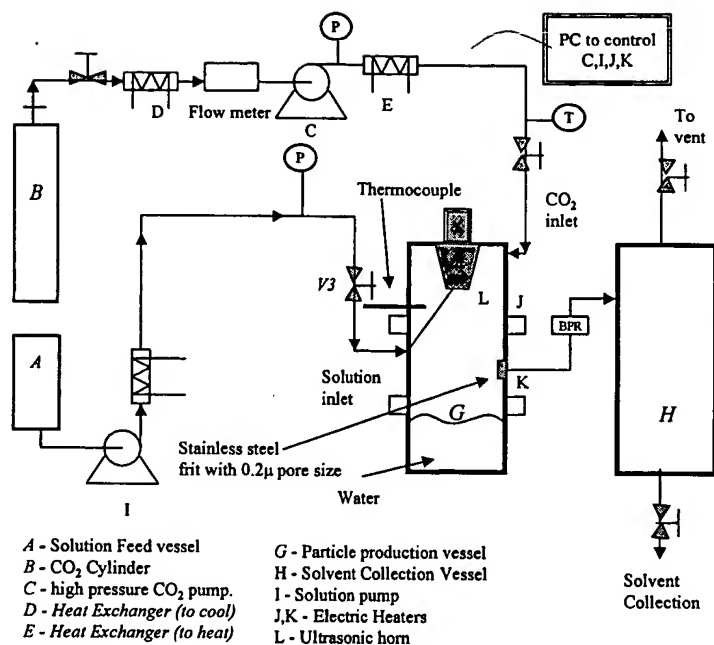 P
PC to control
C,I,J,K
D
Flow meter
C
E
T
To
vent
B
P
Thermocouple
CO₂
inlet
V3
L
J
BPR
A
Solution
inlet
K
G
H
Stainless steel
frit with 0.2μ pore size
Water
I
A - Solution Feed vessel
B - CO₂ Cylinder
C - high pressure CO₂ pump.
D - Heat Exchanger (to cool)
E - Heat Exchanger (to heat)
G - Particle production vessel
H - Solvent Collection Vessel
I - Solution pump
J,K - Electric Heaters
L - Ultrasonic horn
Solvent
Collection